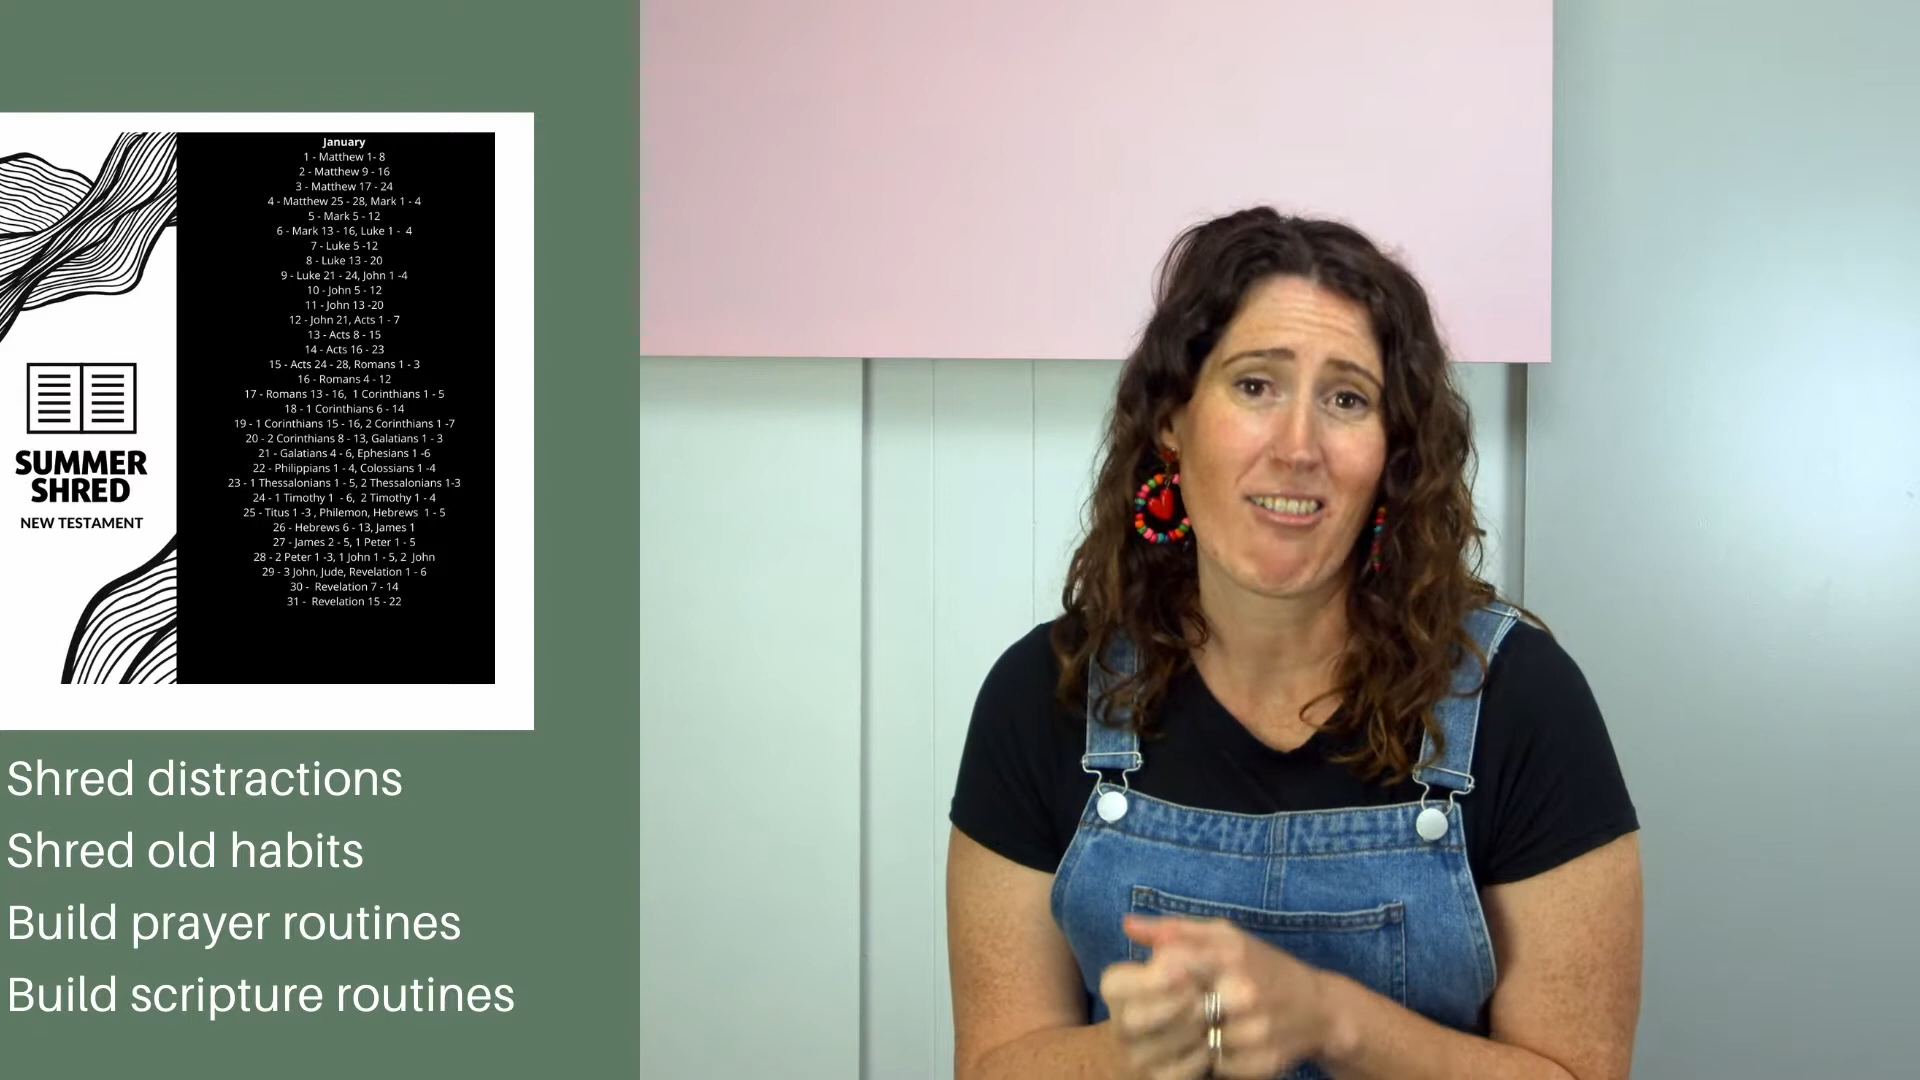 January
1 - Matthew 1- 8
2 - Matthew 9 - 16
3 - Matthew 17 - 24
4 - Matthew 25 - 28, Mark 1 - 4
5 - Mark 5 - 12
6 - Mark 13 - 16, Luke 1 -  4
7 - Luke 5 -12
8 - Luke 13 - 20
9 - Luke 21 - 24, John 1 -4
10 - John 5 - 12
11 - John 13 -20
12 - John 21, Acts 1 - 7
13 - Acts 8 - 15
14 - Acts 16 - 23
15 - Acts 24 - 28, Romans 1 - 3
16 - Romans 4 - 12
17 - Romans 13 - 16,  1 Corinthians 1 - 5
18 - 1 Corinthians 6 - 14
19 - 1 Corinthians 15 - 16, 2 Corinthians 1 -7
20 - 2 Corinthians 8 - 13, Galatians 1 - 3
21 - Galatians 4 - 6, Ephesians 1 -6
22 - Philippians 1 - 4, Colossians 1 -4
23 - 1 Thessalonians 1 - 5, 2 Thessalonians 1-3
24 - 1 Timothy 1  - 6,  2 Timothy 1 - 4
25 - Titus 1 -3 , Philemon, Hebrews  1 - 5
26 - Hebrews 6 - 13, James 1
27 - James 2 - 5, 1 Peter 1 - 5
28 - 2 Peter 1 -3, 1 John 1 - 5, 2  John
29 - 3 John, Jude, Revelation 1 - 6
30 -  Revelation 7 - 14
31 -  Revelation 15 - 22
SUMMER
SHRED
NEW TESTAMENT
Shred distractions
Shred old habits
Build prayer routines
Build scripture routines